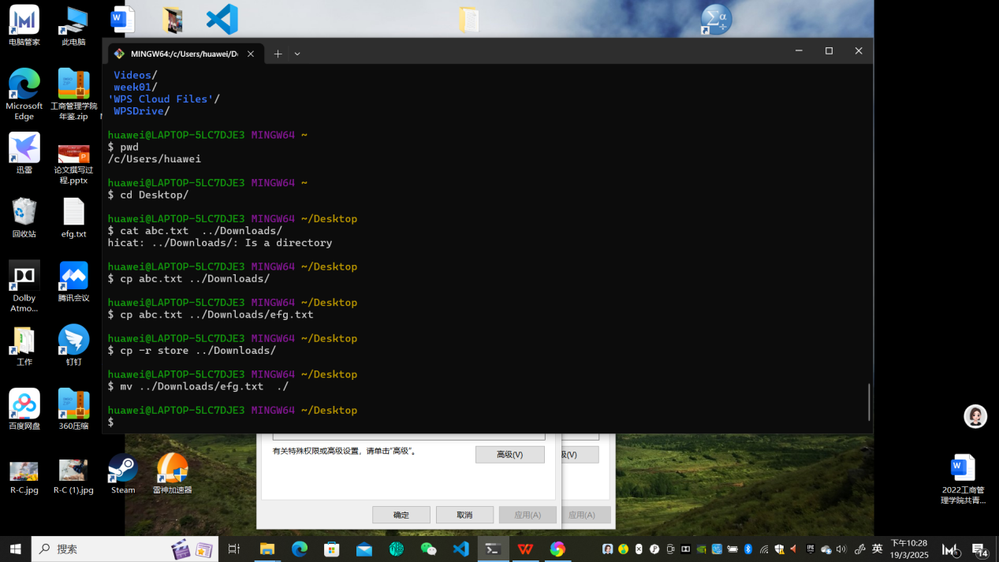 电脑管家
此电脑
Microsoft
Edge
工商管理学院
年鉴.zip
迅雷
论文撰写过
程.pptx
回收站
efg.txt
Dolby
Atmo...
腾讯会议
工作
钉钉
百度网盘
360压缩
R-C.jpg
R-C (1).jpg
Steam
雷神加速器
MINGW64:/c/Users/huawei/D
Videos/
week01/
'WPS Cloud Files'/
WPSDrive/
huawei@LAPTOP-5LC7DJE3 MINGW64 ~
$ pwd
/c/Users/huawei
huawei@LAPTOP-5LC7DJE3 MINGW64 ~
$ cd Desktop/
huawei@LAPTOP-5LC7DJE3 MINGW64 ~/Desktop
$ cat abc.txt  ../Downloads/
hicat: ../Downloads/: Is a directory
huawei@LAPTOP-5LC7DJE3 MINGW64 ~/Desktop
$ cp abc.txt ../Downloads/
huawei@LAPTOP-5LC7DJE3 MINGW64 ~/Desktop
$ cp abc.txt ../Downloads/efg.txt
huawei@LAPTOP-5LC7DJE3 MINGW64 ~/Desktop
$ cp -r store ../Downloads/
huawei@LAPTOP-5LC7DJE3 MINGW64 ~/Desktop
$ mv ../Downloads/efg.txt  ./
huawei@LAPTOP-5LC7DJE3 MINGW64 ~/Desktop
$
有关特殊权限或高级设置，请单击"高级"。
高级(V)
级(V)
确定
取消
应用(A)
应用(A)
2022工商管
理学院共青...
搜索
英
下午10:28
19/3/2025
14